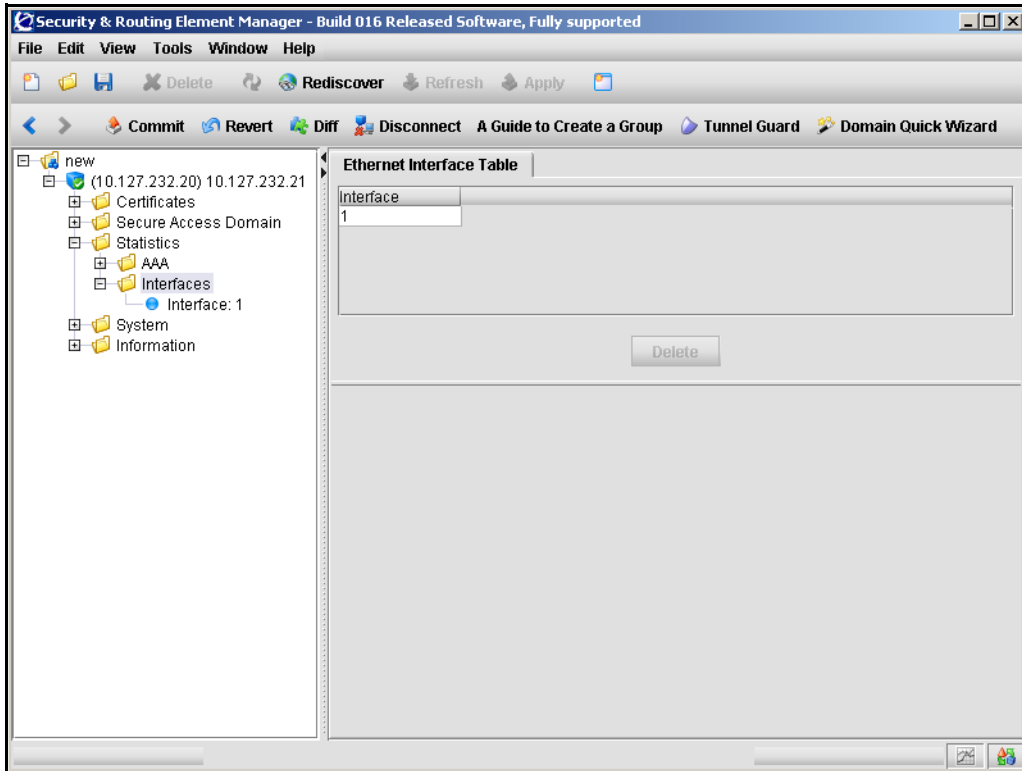 Security & Routing Element Manager - Build 016 Released Software, Fully supported
File Edit View Tools Window Help
Delete Rediscover Refresh Apply
Commit Revert Diff Disconnect A Guide to Create a Group Tunnel Guard Domain Quick Wizard
new
(10.127.232.20) 10.127.232.21
Certificates
Secure Access Domain
Statistics
AAA
Interfaces
Interface: 1
System
Information
Ethernet Interface Table
Interface
1
Delete